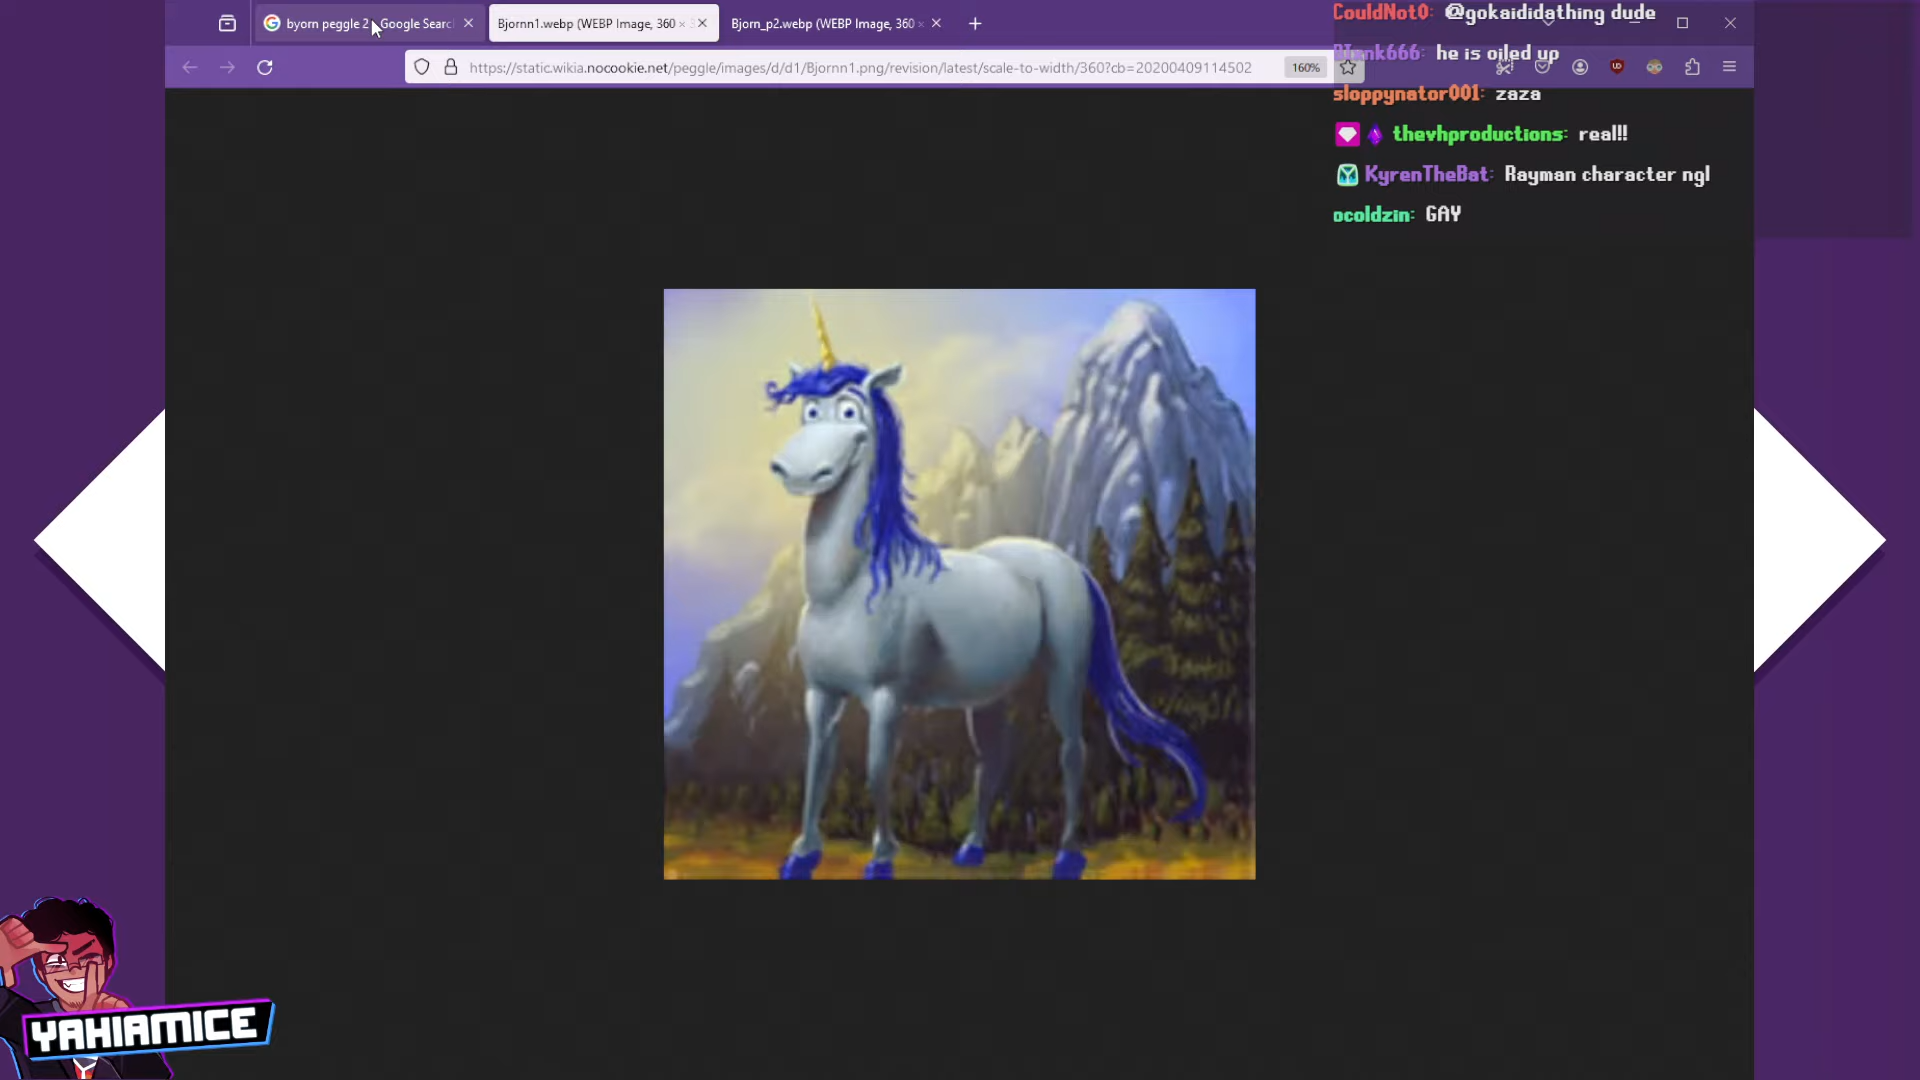 byorn peggle 2 - Google Searc
Bjornn1.webp (WEBP Image, 360 ×
Bjorn_p2.webp (WEBP Image, 360 ×
https://static.wikia.nocookie.net/peggle/images/d/d1/Bjornn1.png/revision/latest/scale-to-width/360?cb=20200409114502
160%
CouldNot0: @gokaididathing dude
he is oiled up
sloppynator001: zaza
thevhproductions: real!!
KyrenTheBat: Rayman character ngl
ocoldzin: GAY
YAHIAMICE